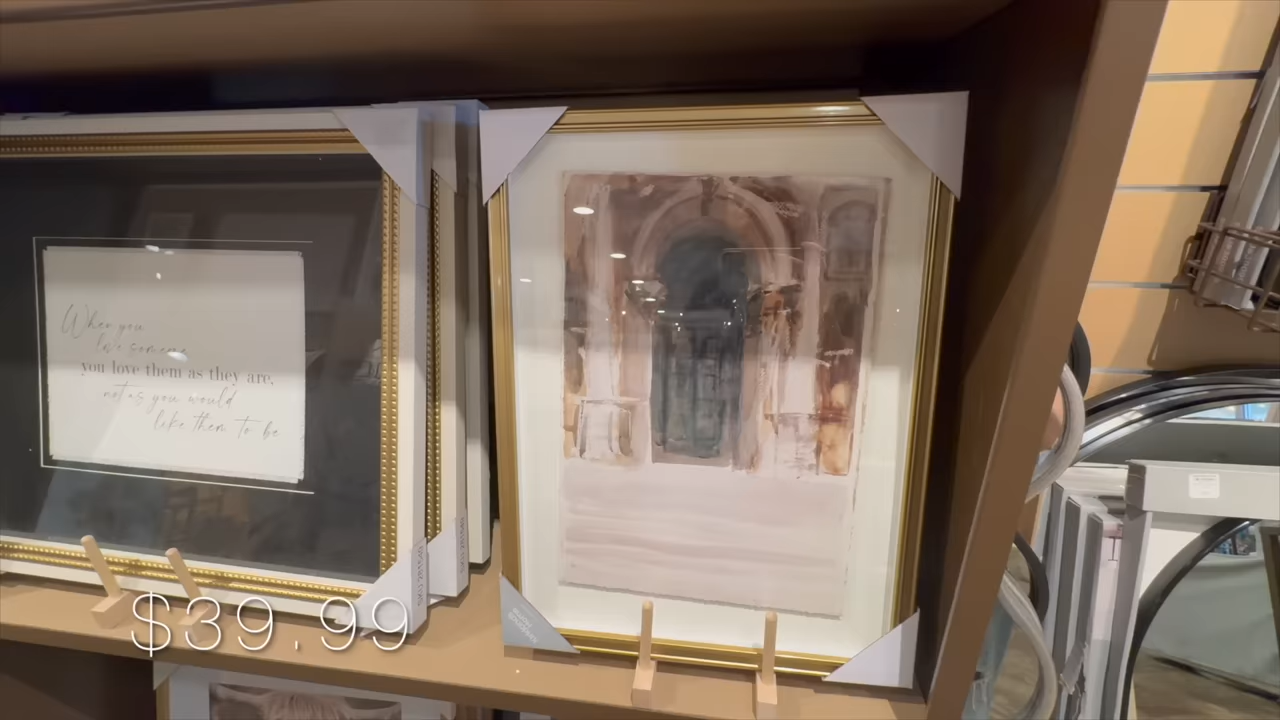 When you
love someone
you love them as they are,
not as you would
like them to be
$39.99